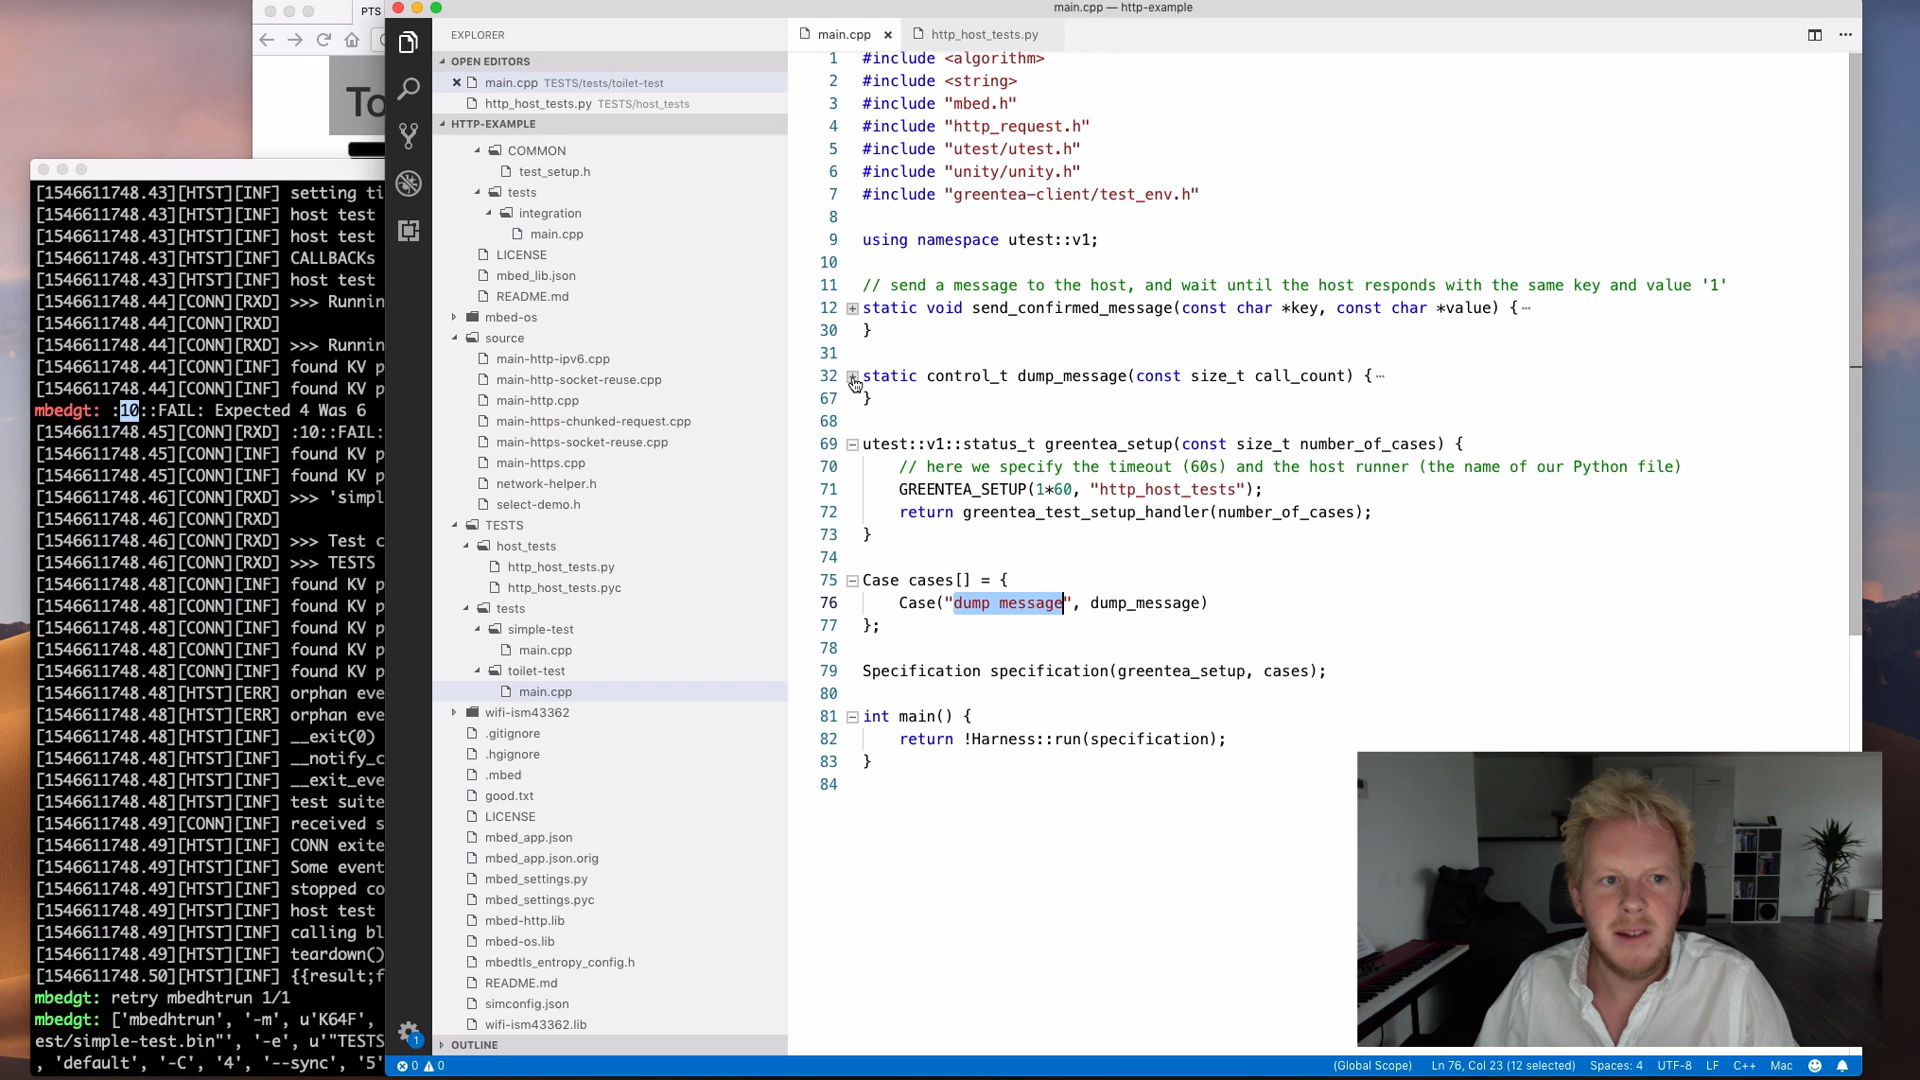 PTS
To
main.cpp — http-example
EXPLORER
OPEN EDITORS
main.cpp TESTS/tests/toilet-test
http_host_tests.py TESTS/host_tests
HTTP-EXAMPLE
COMMON
test_setup.h
tests
integration
main.cpp
LICENSE
mbed_lib.json
README.md
mbed-os
source
main-http-ipv6.cpp
main-http-socket-reuse.cpp
main-http.cpp
main-https-chunked-request.cpp
main-https-socket-reuse.cpp
main-https.cpp
network-helper.h
select-demo.h
TESTS
host_tests
http_host_tests.py
http_host_tests.pyc
tests
simple-test
main.cpp
toilet-test
main.cpp
wifi-ism43362
.gitignore
.hgignore
.mbed
good.txt
LICENSE
mbed_app.json
mbed_app.json.orig
mbed_settings.py
mbed_settings.pyc
mbed-http.lib
mbed-os.lib
mbedtls_entropy_config.h
README.md
simconfig.json
wifi-ism43362.lib
OUTLINE
main.cpp
http_host_tests.py
1 #include <algorithm>
2 #include <string>
3 #include "mbed.h"
4 #include "http_request.h"
5 #include "utest/utest.h"
6 #include "unity/unity.h"
7 #include "greentea-client/test_env.h"
8
9 using namespace utest::v1;
10
11 // send a message to the host, and wait until the host responds with the same key and value '1'
12 static void send_confirmed_message(const char *key, const char *value) {
30 }
31
32 static control_t dump_message(const size_t call_count) {
67 }
68
69 utest::v1::status_t greentea_setup(const size_t number_of_cases) {
70 // here we specify the timeout (60s) and the host runner (the name of our Python file)
71 GREENTEA_SETUP(1*60, "http_host_tests");
72 return greentea_test_setup_handler(number_of_cases);
73 }
74
75 Case cases[] = {
76 Case("dump message", dump_message)
77 };
78
79 Specification specification(greentea_setup, cases);
80
81 int main() {
82 return !Harness::run(specification);
83 }
84
[1546611748.43][HTST][INF] setting ti
[1546611748.43][HTST][INF] host test
[1546611748.43][HTST][INF] host test
[1546611748.43][HTST][INF] CALLBACKs
[1546611748.43][HTST][INF] host test
[1546611748.44][CONN][RXD] >>> Runnin
[1546611748.44][CONN][RXD]
[1546611748.44][CONN][RXD] >>> Runnin
[1546611748.44][CONN][INF] found KV p
[1546611748.44][CONN][INF] found KV p
mbedgt: :10::FAIL: Expected 4 Was 6
[1546611748.45][CONN][RXD] :10::FAIL:
[1546611748.45][CONN][INF] found KV p
[1546611748.45][CONN][INF] found KV p
[1546611748.46][CONN][RXD] >>> 'simpl
[1546611748.46][CONN][RXD]
[1546611748.46][CONN][RXD] >>> Test c
[1546611748.46][CONN][RXD] >>> TESTS
[1546611748.48][CONN][INF] found KV p
[1546611748.48][CONN][INF] found KV p
[1546611748.48][CONN][INF] found KV p
[1546611748.48][CONN][INF] found KV p
[1546611748.48][CONN][INF] found KV p
[1546611748.48][HTST][ERR] orphan eve
[1546611748.48][HTST][ERR] orphan eve
[1546611748.48][HTST][INF] __exit(0)
[1546611748.48][HTST][INF] __notify_c
[1546611748.48][HTST][INF] __exit_eve
[1546611748.48][HTST][INF] test suite
[1546611748.49][CONN][INF] received s
[1546611748.49][HTST][INF] CONN exite
[1546611748.49][HTST][INF] Some event
[1546611748.49][HTST][INF] stopped co
[1546611748.49][HTST][INF] host test
[1546611748.49][HTST][INF] calling bl
[1546611748.49][HTST][INF] teardown()
[1546611748.50][HTST][INF] {{result;f
mbedgt: retry mbedhtrun 1/1
mbedgt: ['mbedhtrun', '-m', u'K64F',
est/simple-test.bin"', '-e', u'"TESTS
, 'default', '-C', '4', '--sync', '5'
1
0 0
(Global Scope) Ln 76, Col 23 (12 selected) Spaces: 4 UTF-8 LF C++ Mac